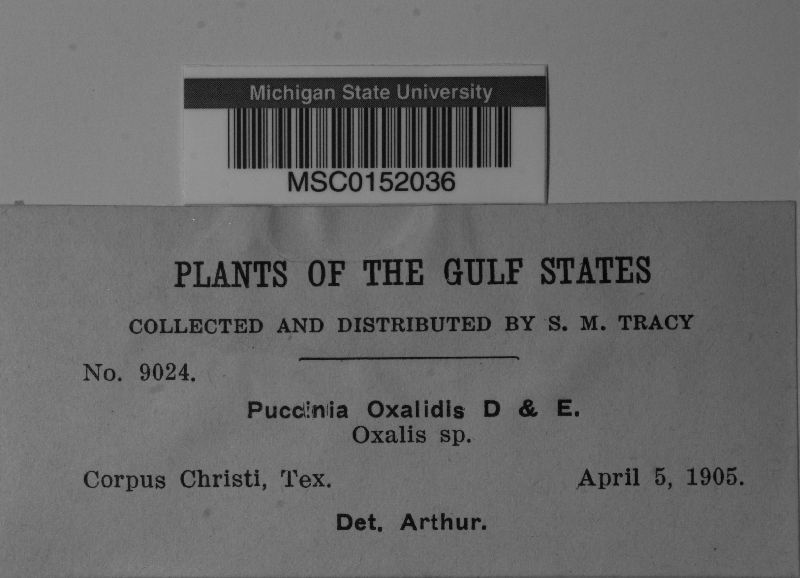 Michigan State University
MSC0152036
PLANTS OF THE GULF STATES
COLLECTED AND DISTRIBUTED BY S. M. TRACY
No. 9024.
Puccinia Oxalidis D & E.
Oxalis sp.
Corpus Christi, Tex. April 5, 1905.
Det. Arthur.